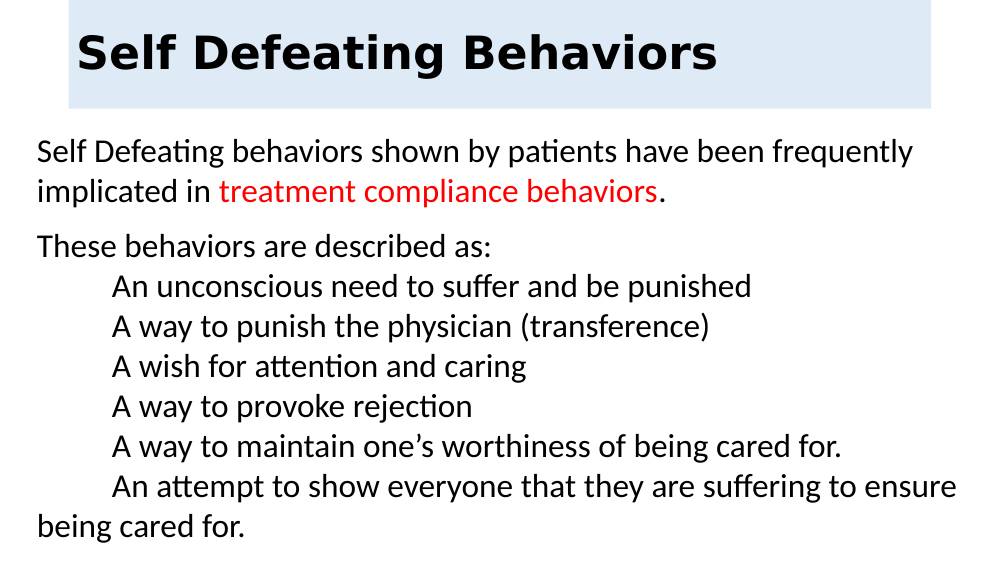 Self Defeating Behaviors
Self Defeating behaviors shown by patients have been frequently
implicated in treatment compliance behaviors.
These behaviors are described as:
An unconscious need to suffer and be punished
A way to punish the physician (transference)
A wish for attention and caring
A way to provoke rejection
A way to maintain one’s worthiness of being cared for.
An attempt to show everyone that they are suffering to ensure
being cared for.